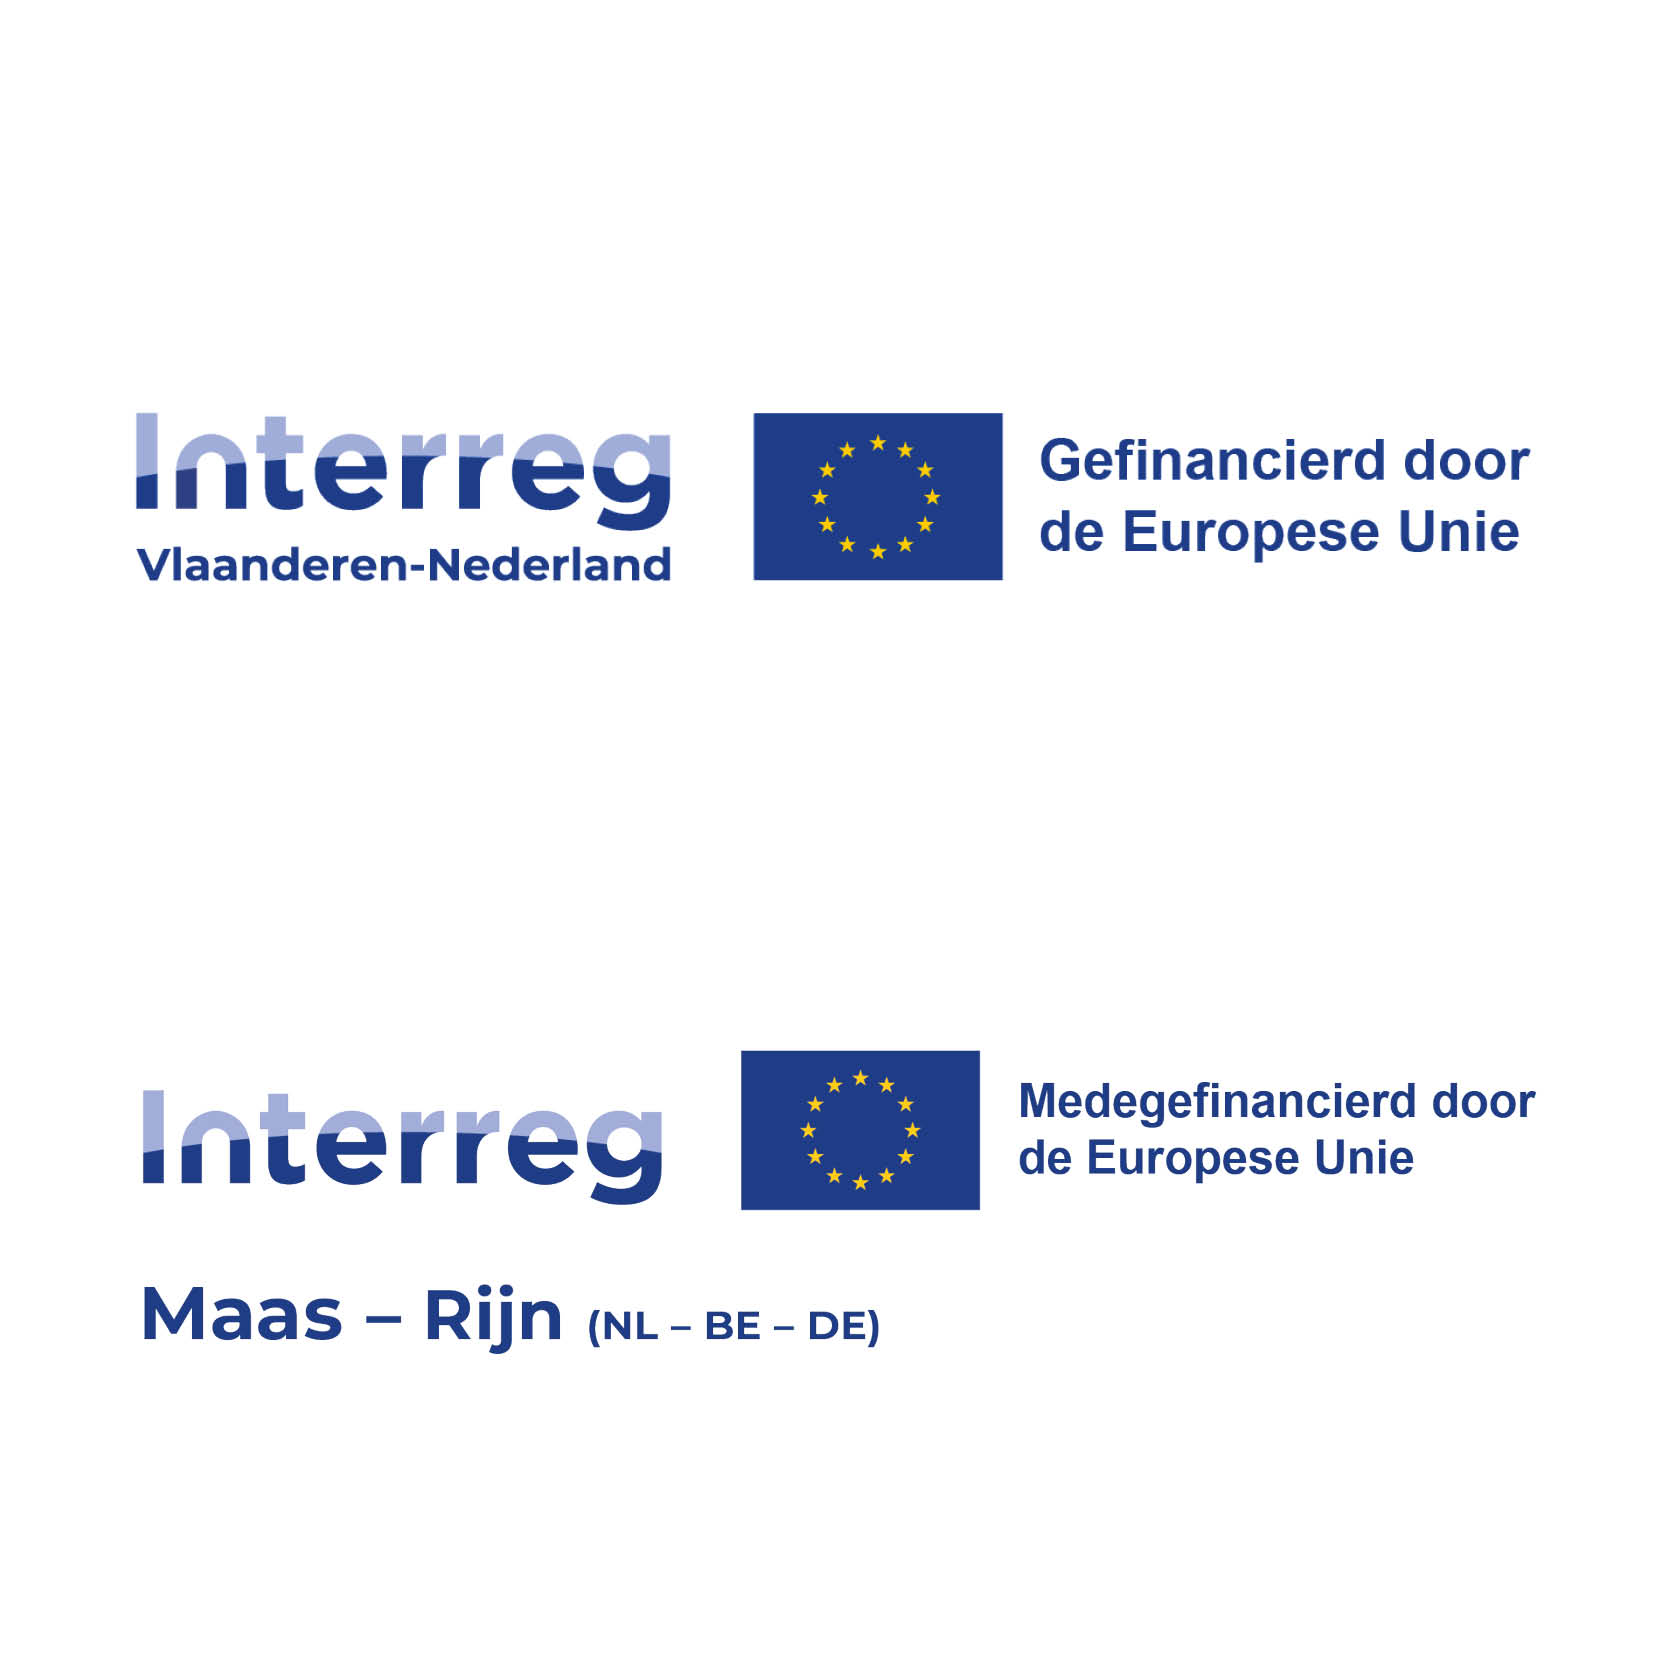 Interreg
Vlaanderen-Nederland
Gefinancierd door
de Europese Unie
Interreg
Medegefinancierd door
de Europese Unie
Maas – Rijn (NL – BE – DE)